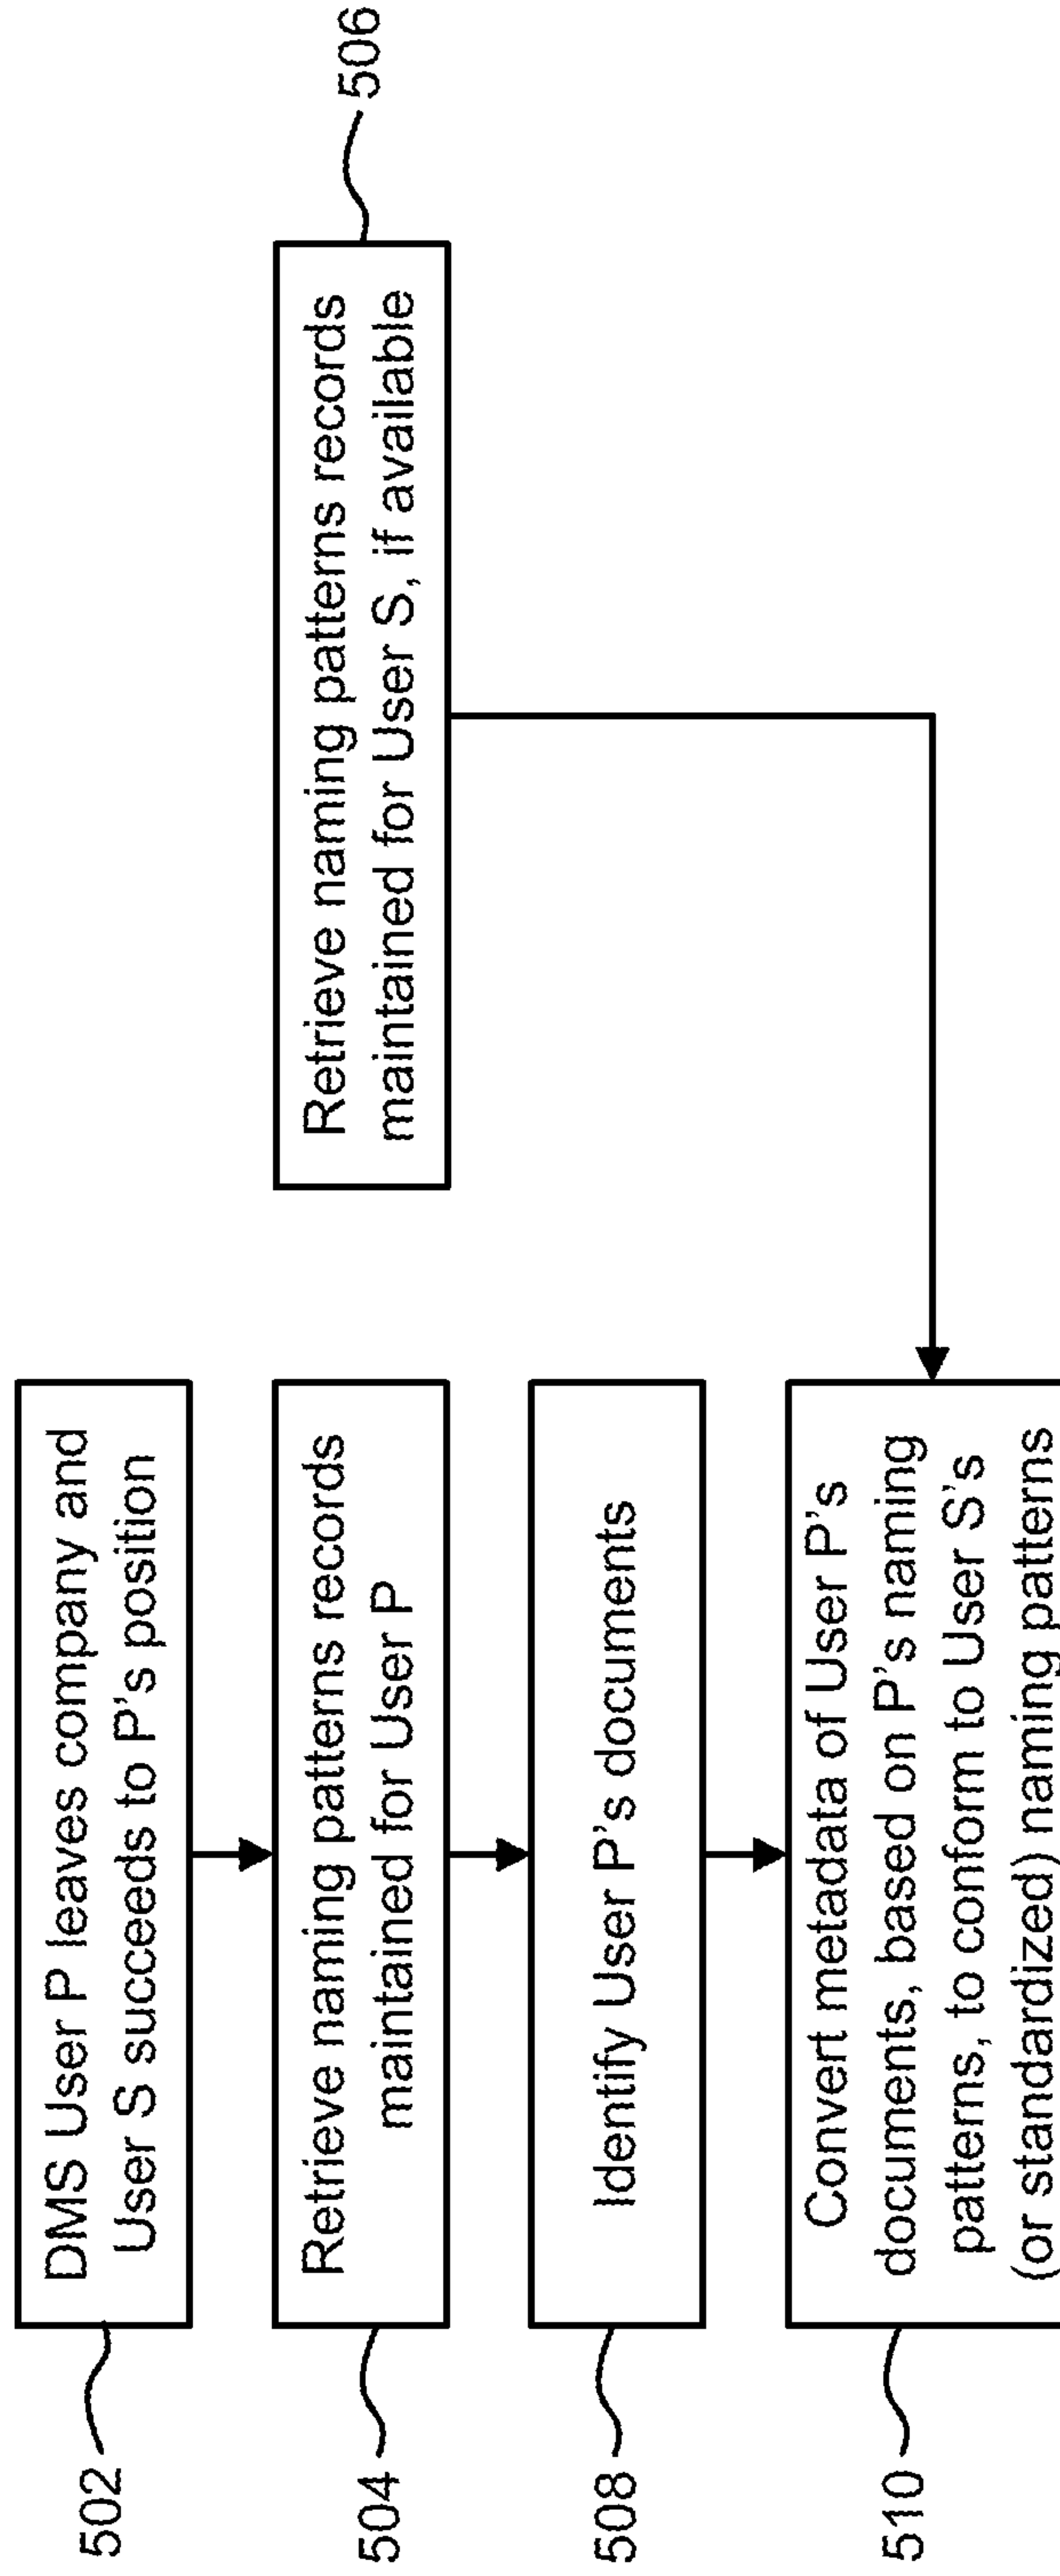 502
DMS User P leaves company and
User S succeeds to P's position
504
Retrieve naming patterns records
maintained for User P
Retrieve naming patterns records
maintained for User S, if available
506
508
Identify User P's documents
510
Convert metadata of User P's
documents, based on P's naming
patterns, to conform to User S's
(or standardized) naming patterns